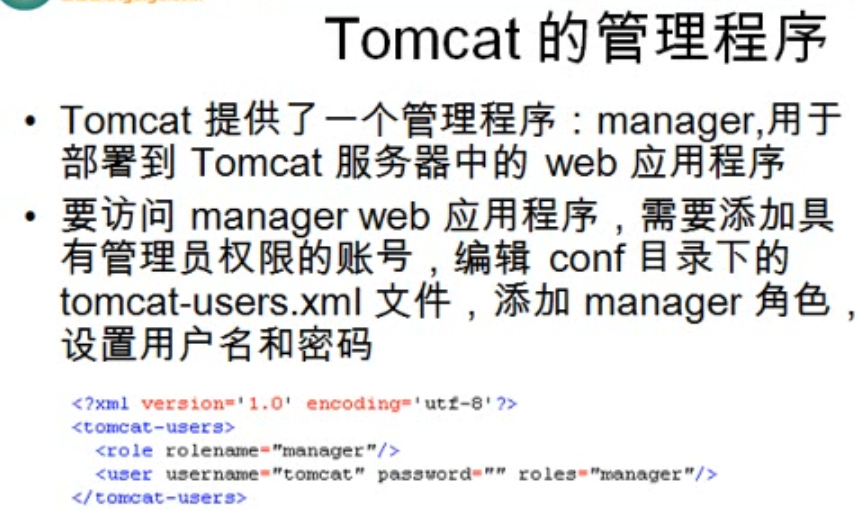 Tomcat 的管理程序
• Tomcat 提供了一个管理程序：manager,用于
部署到 Tomcat 服务器中的 web 应用程序
• 要访问 manager web 应用程序，需要添加具
有管理员权限的账号，编辑 conf 目录下的
tomcat-users.xml 文件，添加 manager 角色，
设置用户名和密码
<?xml version='1.0' encoding='utf-8'?>
<tomcat-users>
<role rolename="manager"/>
<user username="tomcat" password="" roles="manager"/>
</tomcat-users>